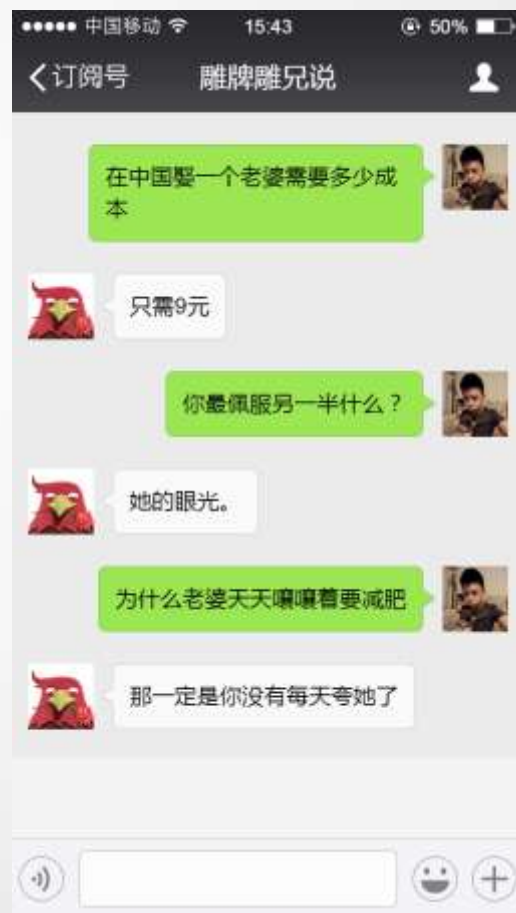 中国移动 15:43 50%
订阅号 雕牌雕兄说
在中国娶一个老婆需要多少成
本
只需9元
你最佩服另一半什么？
她的眼光。
为什么老婆天天嚷嚷着要减肥
那一定是你没有每天夸她了